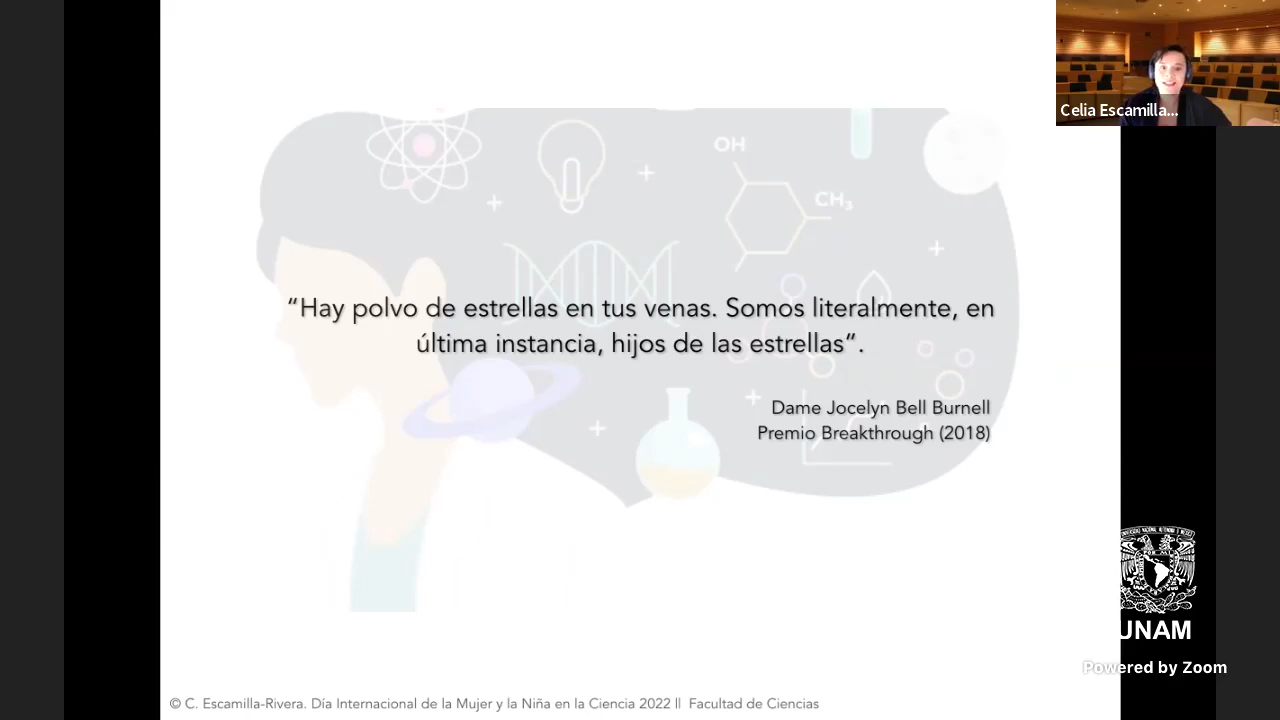 Celia Escamilla...
OH
CH₃
“Hay polvo de estrellas en tus venas. Somos literalmente, en
última instancia, hijos de las estrellas“.
Dame Jocelyn Bell Burnell
Premio Breakthrough (2018)
UNAM
Powered by Zoom
© C. Escamilla-Rivera. Día Internacional de la Mujer y la Niña en la Ciencia 2022 || Facultad de Ciencias